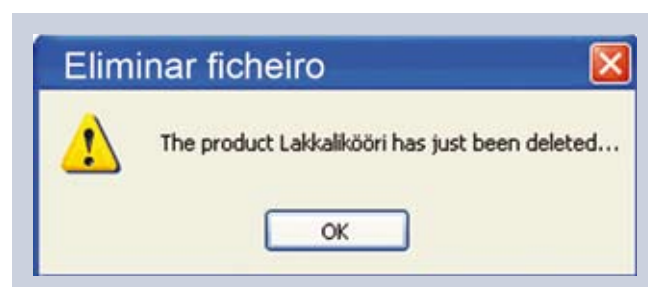 Eliminar ficheiro
The product Lakkalikööri has just been deleted...
OK